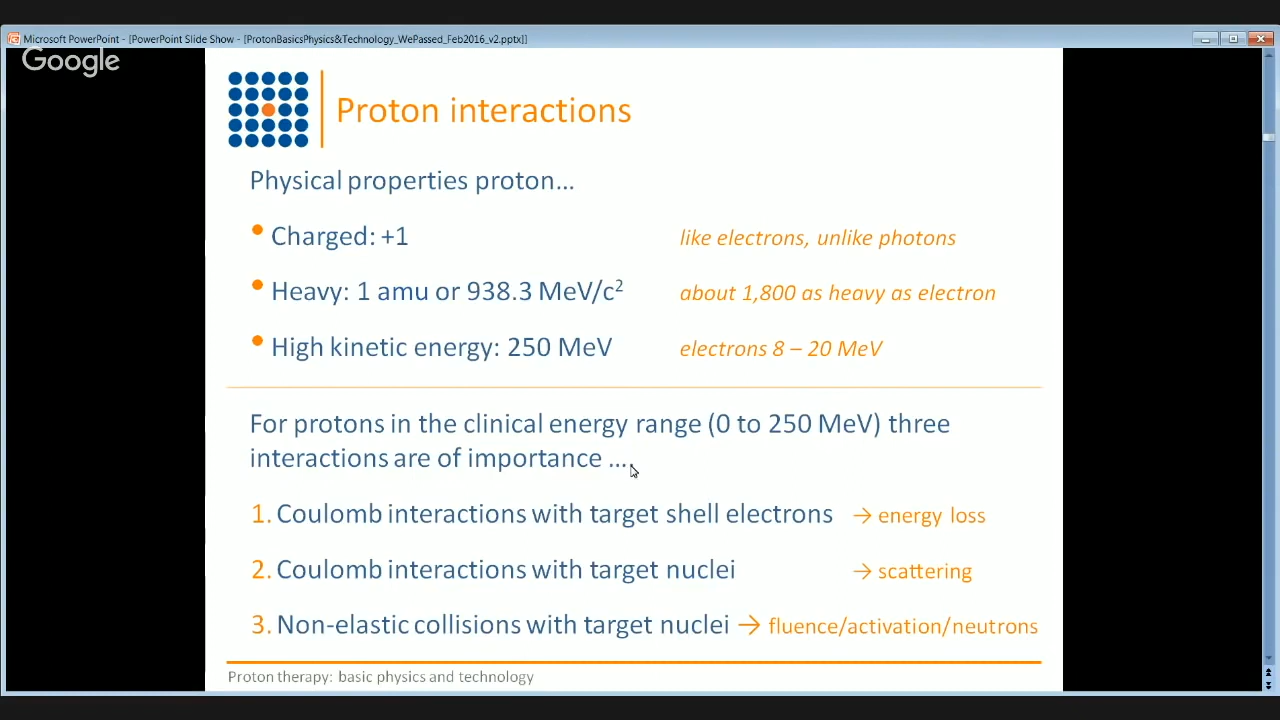 Microsoft PowerPoint - [PowerPoint Slide Show - [ProtonBasicsPhysics&Technology_WePassed_Feb2016_v2.pptx]]
Google
Proton interactions
Physical properties proton...
• Charged: +1 like electrons, unlike photons
• Heavy: 1 amu or 938.3 MeV/c² about 1,800 as heavy as electron
• High kinetic energy: 250 MeV electrons 8 – 20 MeV
For protons in the clinical energy range (0 to 250 MeV) three
interactions are of importance ....
1. Coulomb interactions with target shell electrons → energy loss
2. Coulomb interactions with target nuclei → scattering
3. Non-elastic collisions with target nuclei → fluence/activation/neutrons
Proton therapy: basic physics and technology